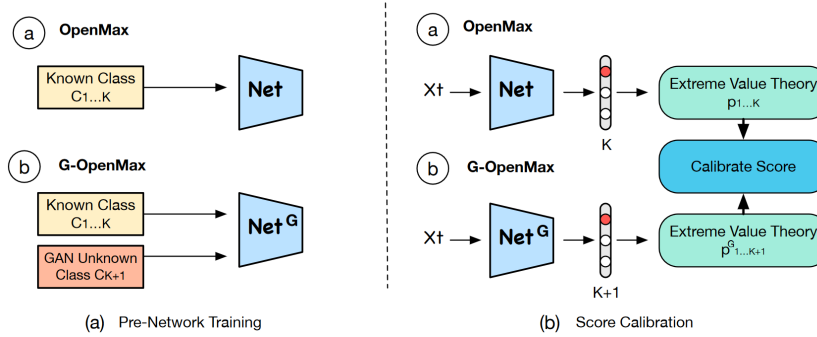 a
OpenMax
Known Class
C1...K
Net
b
G-OpenMax
Known Class
C1...K
GAN Unknown
Class CK+1
Net G
(a) Pre-Network Training
a
OpenMax
Xt
Net
K
Extreme Value Theory
p1...K
Calibrate Score
b
G-OpenMax
Xt
Net G
K+1
Extreme Value Theory
pG1...K+1
(b) Score Calibration